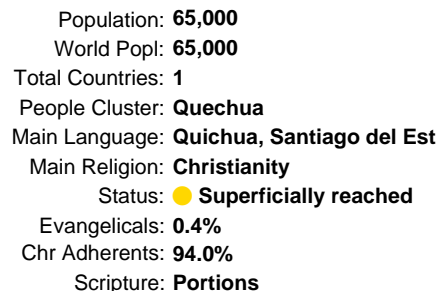 Population: 65,000
World Popl: 65,000
Total Countries: 1
People Cluster: Quechua
Main Language: Quichua, Santiago del Est
Main Religion: Christianity
Status: Superficially reached
Evangelicals: 0.4%
Chr Adherents: 94.0%
Scripture: Portions